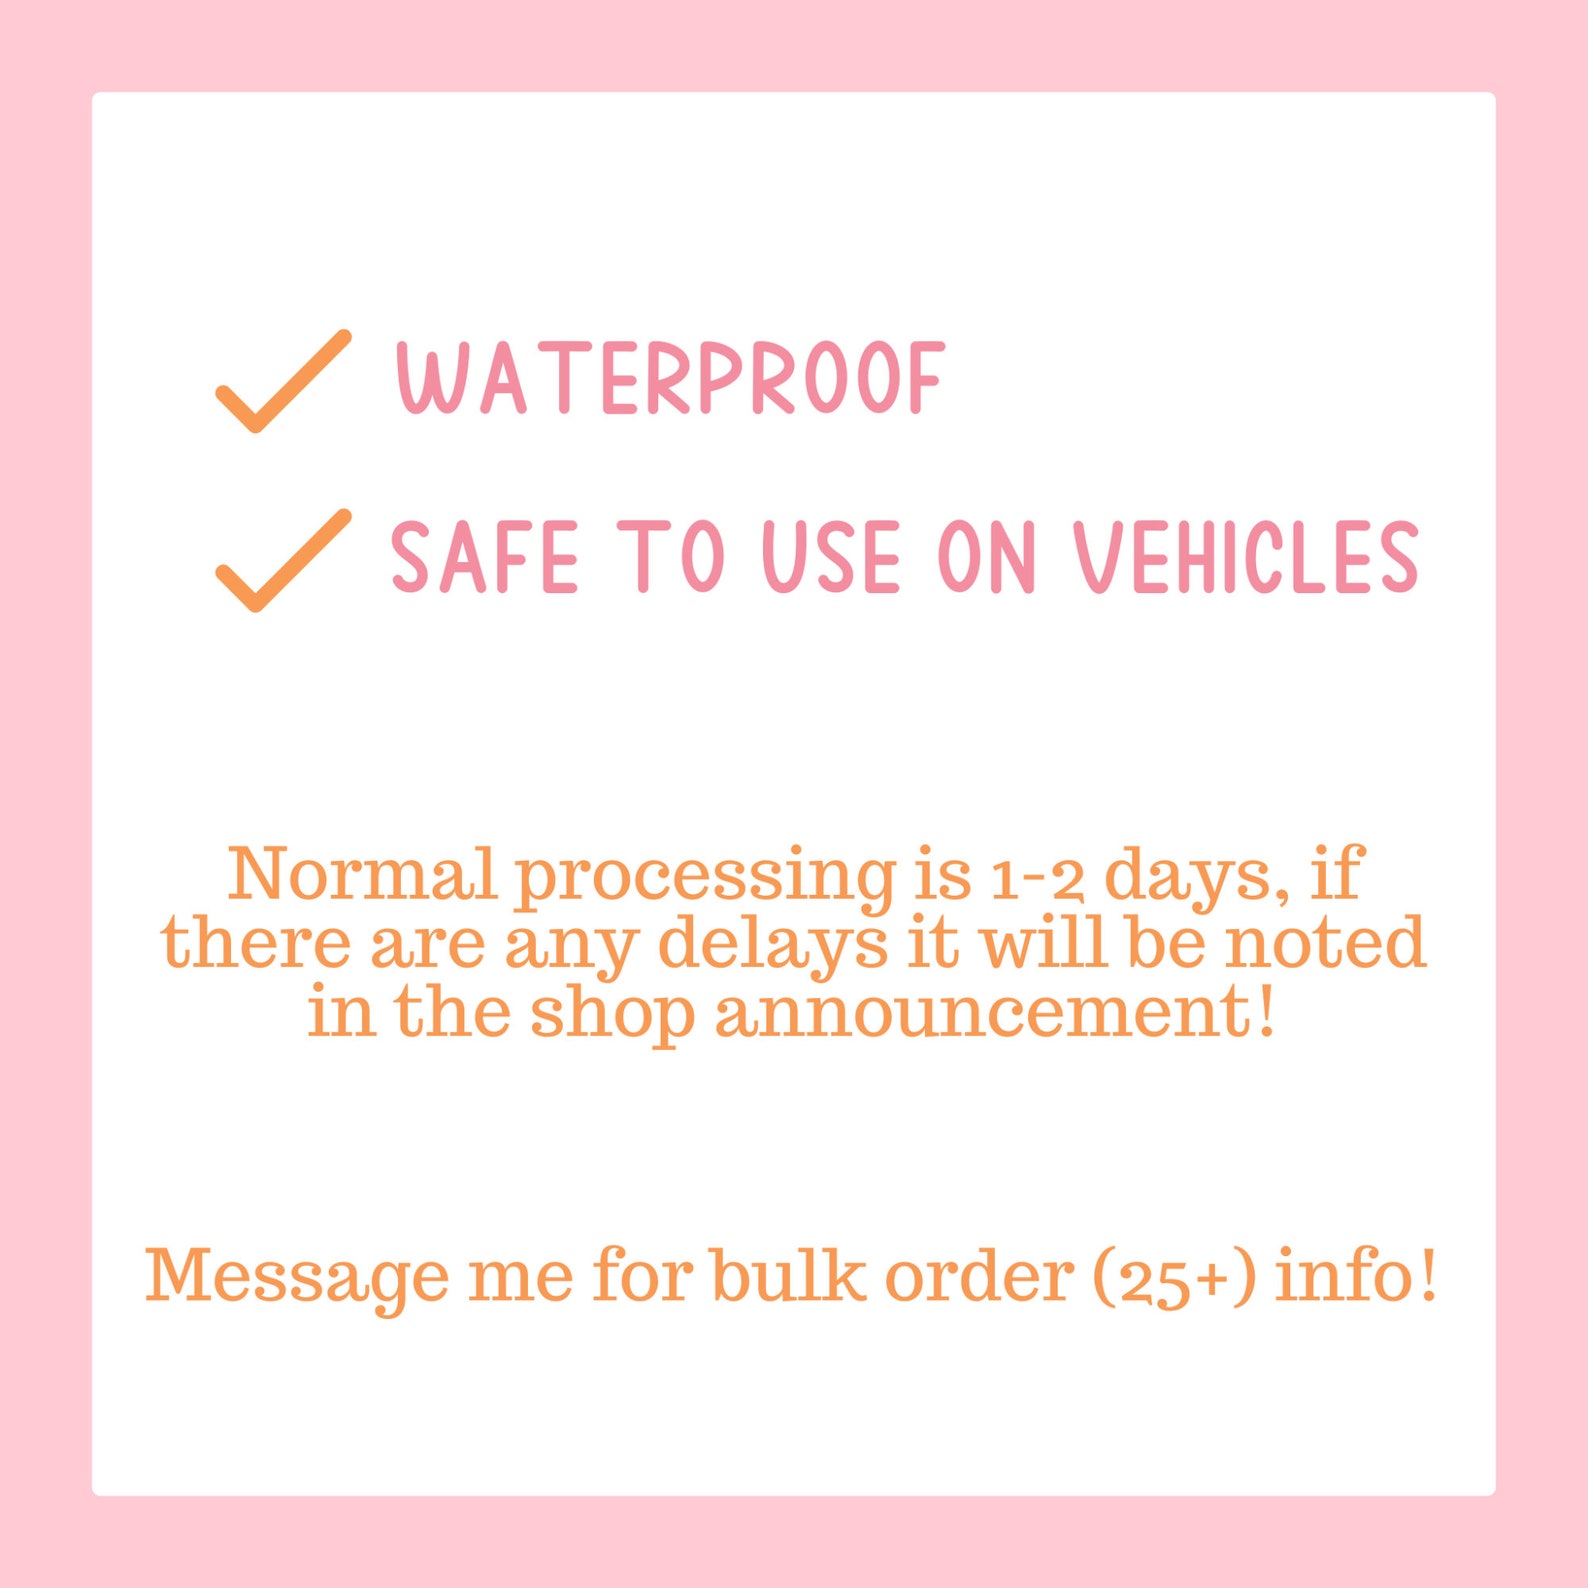 WATERPROOF
SAFE TO USE ON VEHICLES
Normal processing is 1-2 days, if
there are any delays it will be noted
in the shop announcement!
Message me for bulk order (25+) info!